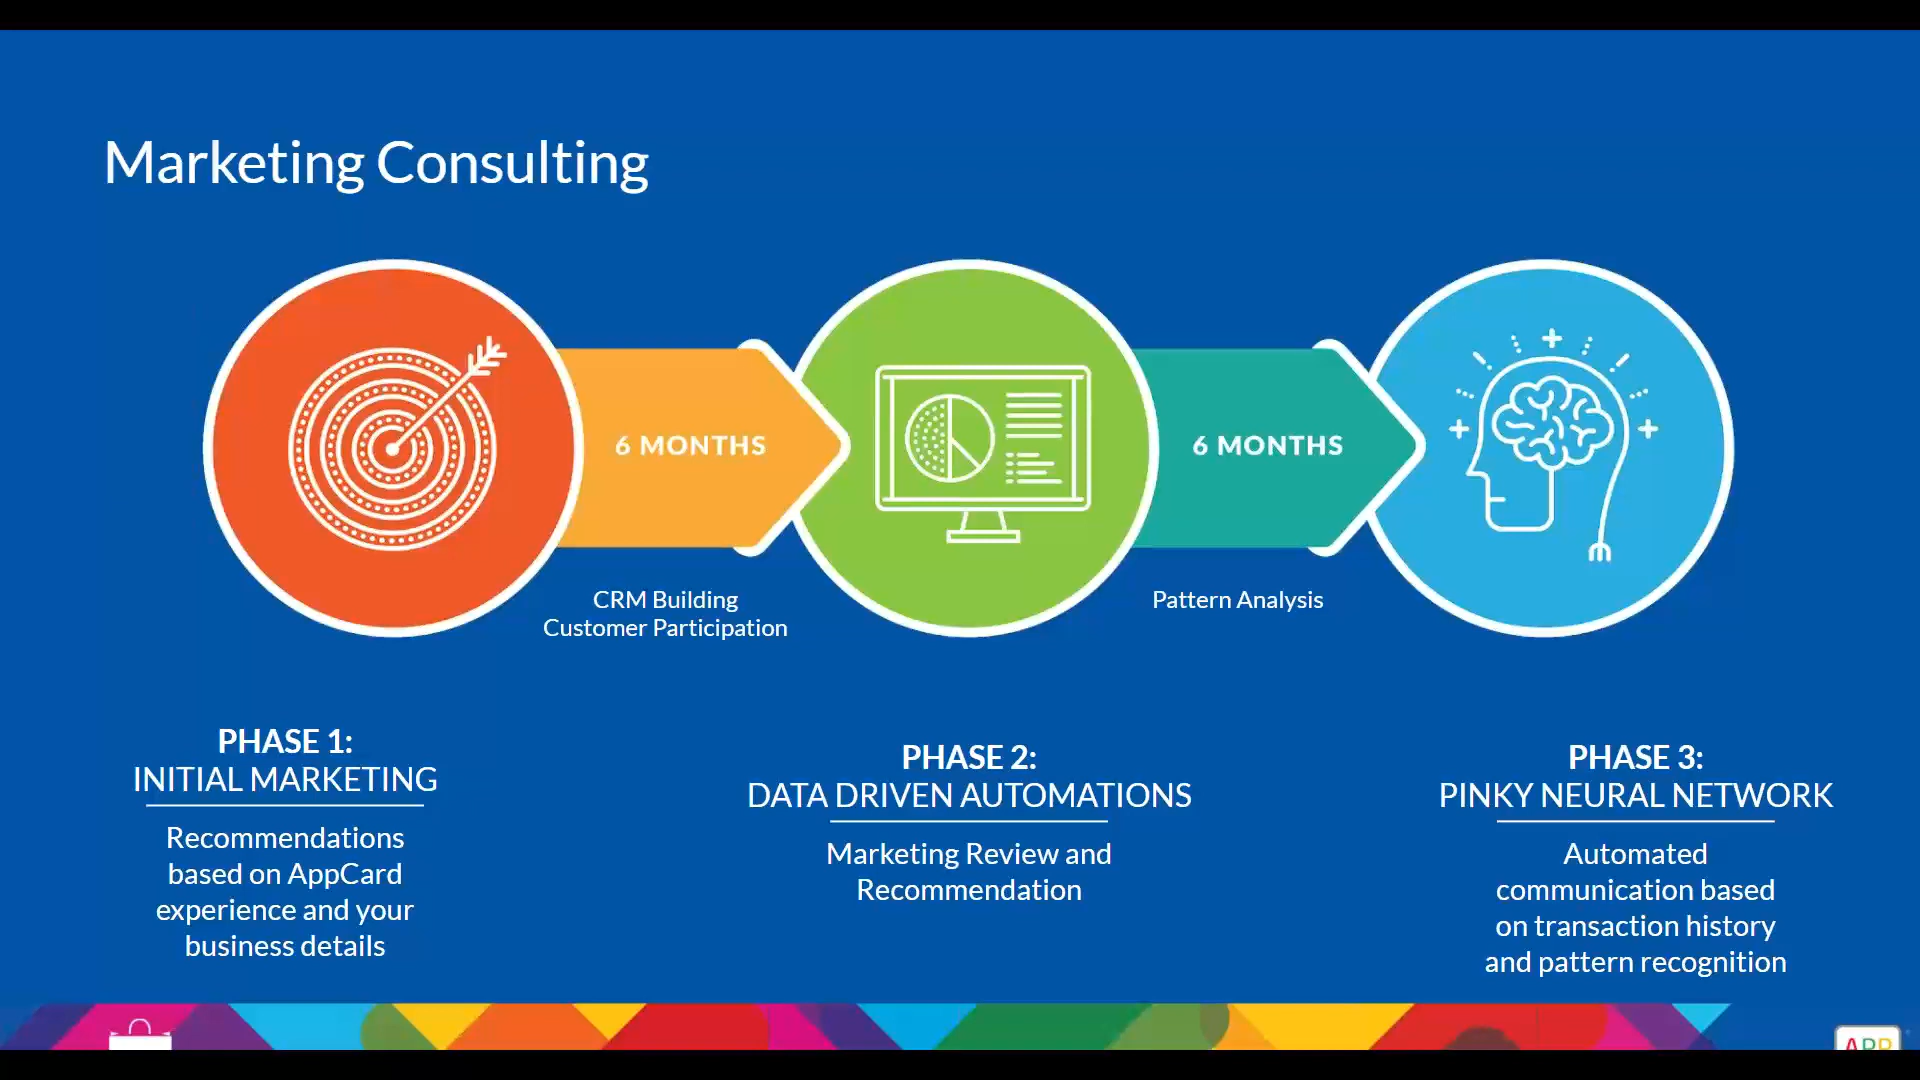 Marketing Consulting
6 MONTHS
6 MONTHS
CRM Building
Customer Participation
Pattern Analysis
PHASE 1:
INITIAL MARKETING
Recommendations
based on AppCard
experience and your
business details
PHASE 2:
DATA DRIVEN AUTOMATIONS
Marketing Review and
Recommendation
PHASE 3:
PINKY NEURAL NETWORK
Automated
communication based
on transaction history
and pattern recognition
APP